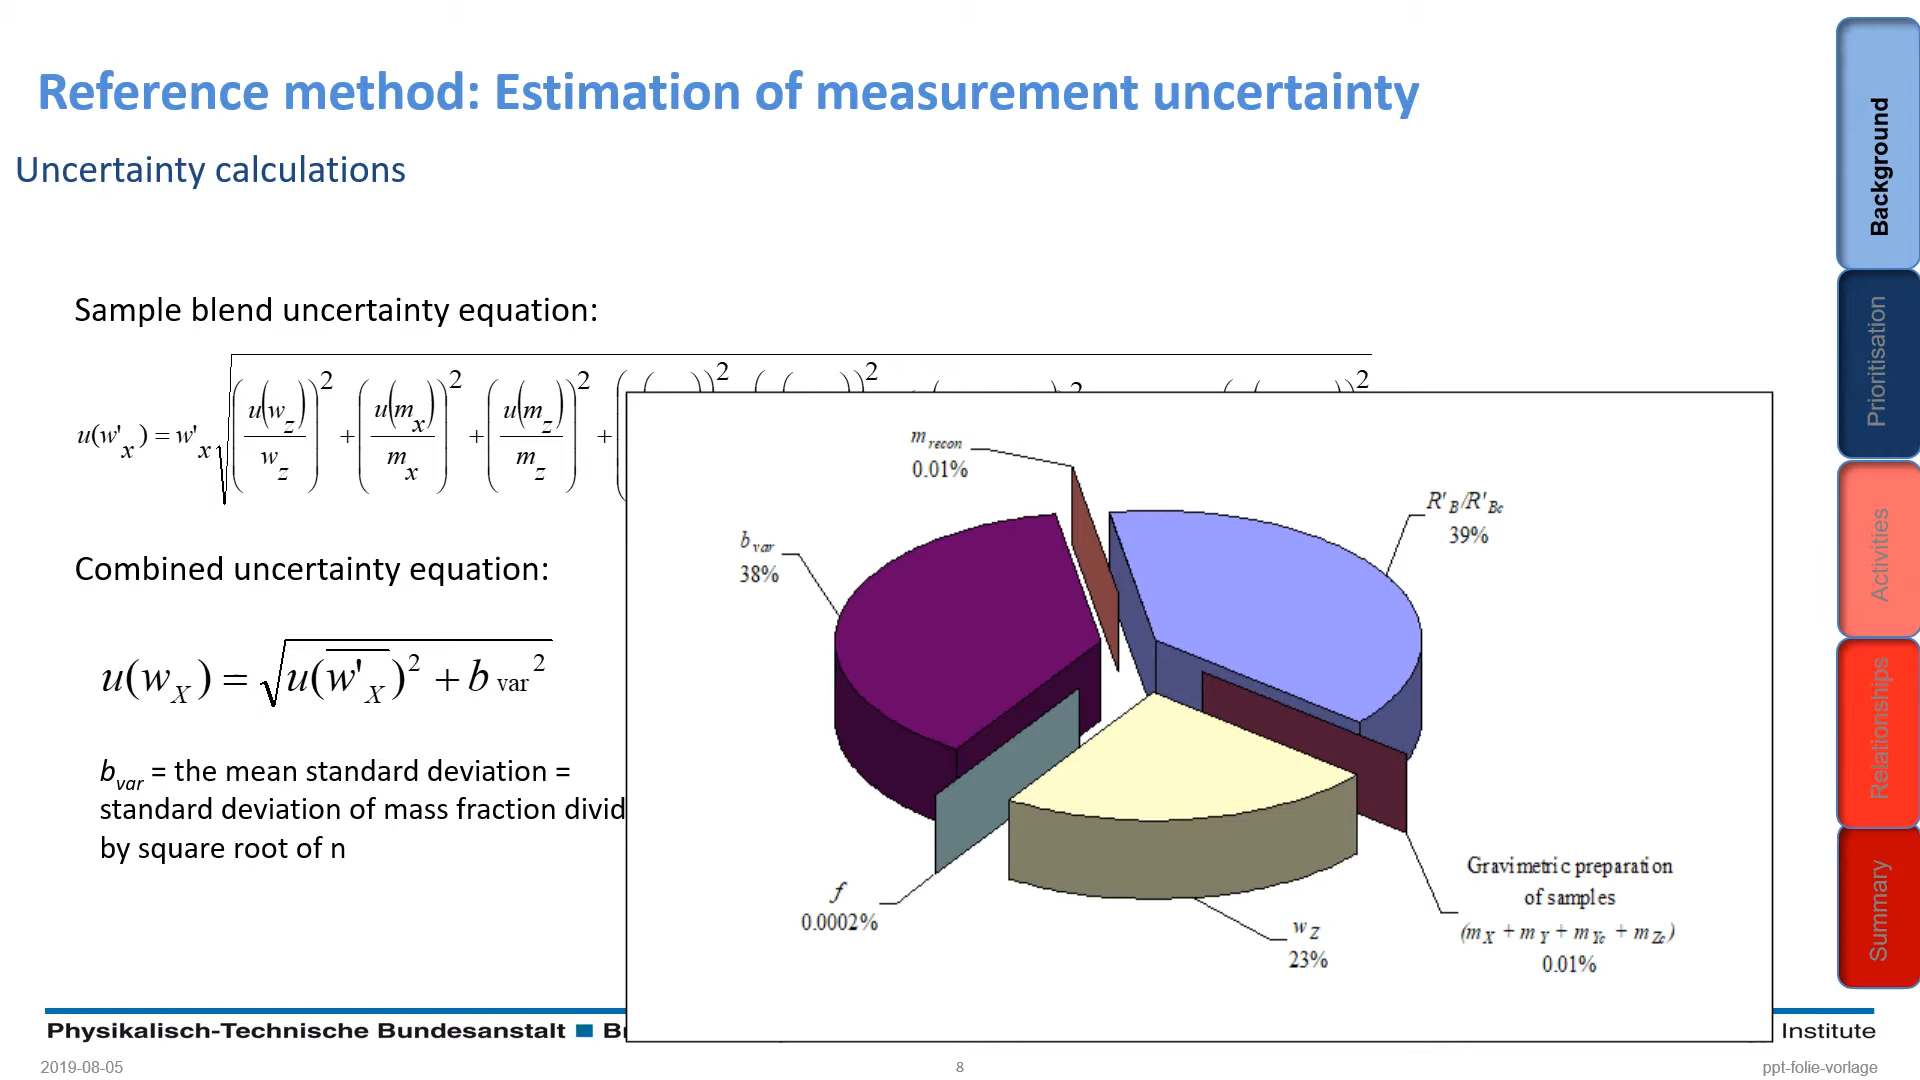 Reference method: Estimation of measurement uncertainty
Uncertainty calculations
Sample blend uncertainty equation:
u(w'x) = w'x √ (u(wz)/wz)² + (u(mx)/mx)² + (u(mz)/mz)² +
Combined uncertainty equation:
u(wX) = √ u(w̅'̅X)² + b var²
bvar = the mean standard deviation =
standard deviation of mass fraction divid
by square root of n
m recon
0.01%
R'B/R'Bc
39%
b var
38%
f
0.0002%
wZ
23%
Gravimetric preparation
of samples
(mX + mY + mYc + mZc)
0.01%
Background
Prioritisation
Activities
Relationships
Summary
Physikalisch-Technische Bundesanstalt ■
Institute
2019-08-05
8
ppt-folie-vorlage